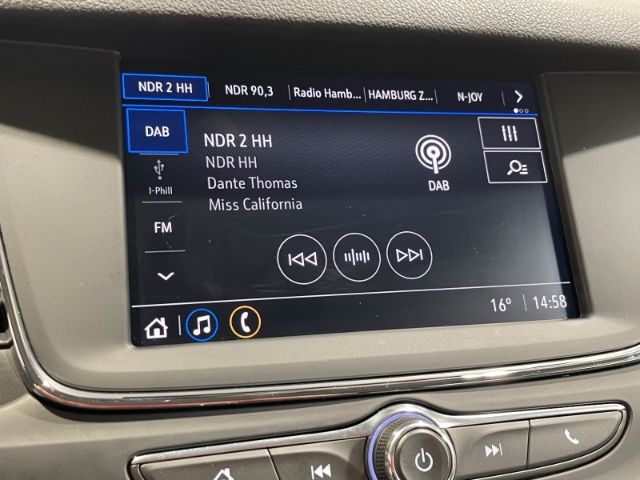 NDR 2 HH NDR 90,3 Radio Hamb... HAMBURG Z... N-JOY
DAB
I-Phill
FM
NDR 2 HH
NDR HH
Dante Thomas
Miss California
DAB
16° 14:58